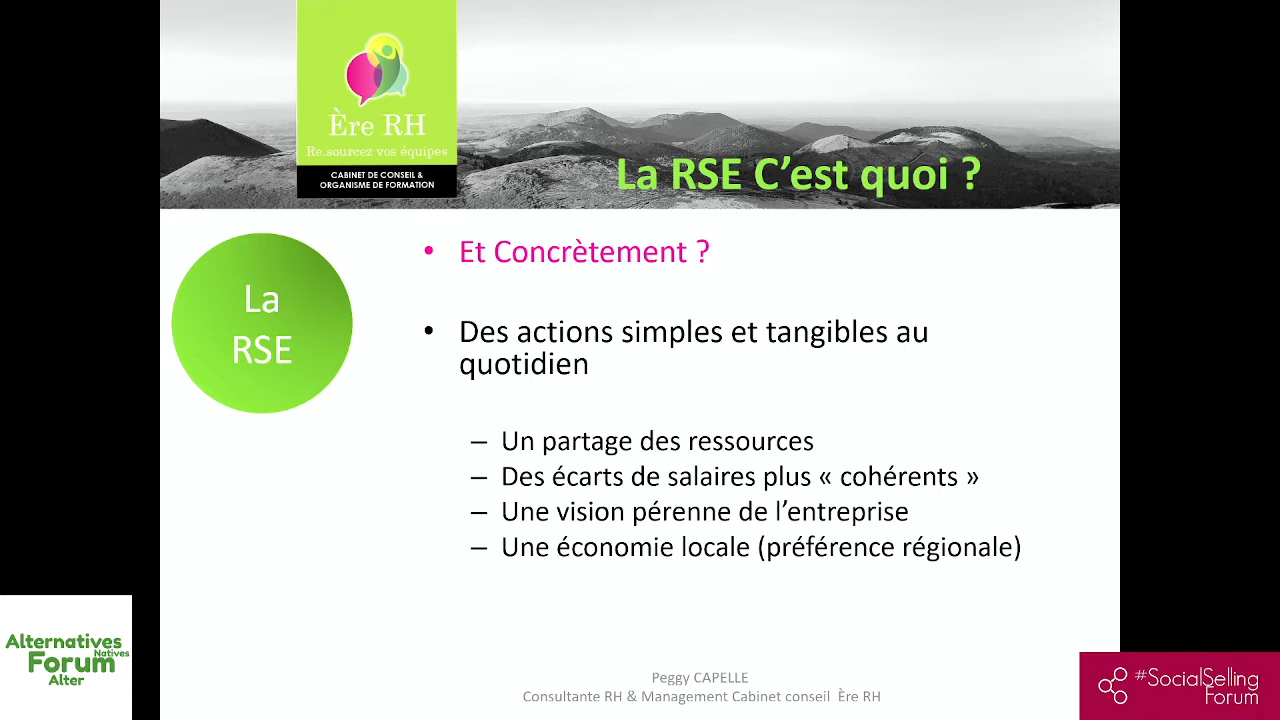 Ère RH
Re.sourcez vos équipes
CABINET DE CONSEIL &
ORGANISME DE FORMATION
La RSE C’est quoi ?
La
RSE
• Et Concrètement ?
• Des actions simples et tangibles au
quotidien
– Un partage des ressources
– Des écarts de salaires plus « cohérents »
– Une vision pérenne de l’entreprise
– Une économie locale (préférence régionale)
Alternatives
Natives
Forum
Alter
Peggy CAPELLE
Consultante RH & Management Cabinet conseil Ère RH
#SocialSelling
Forum